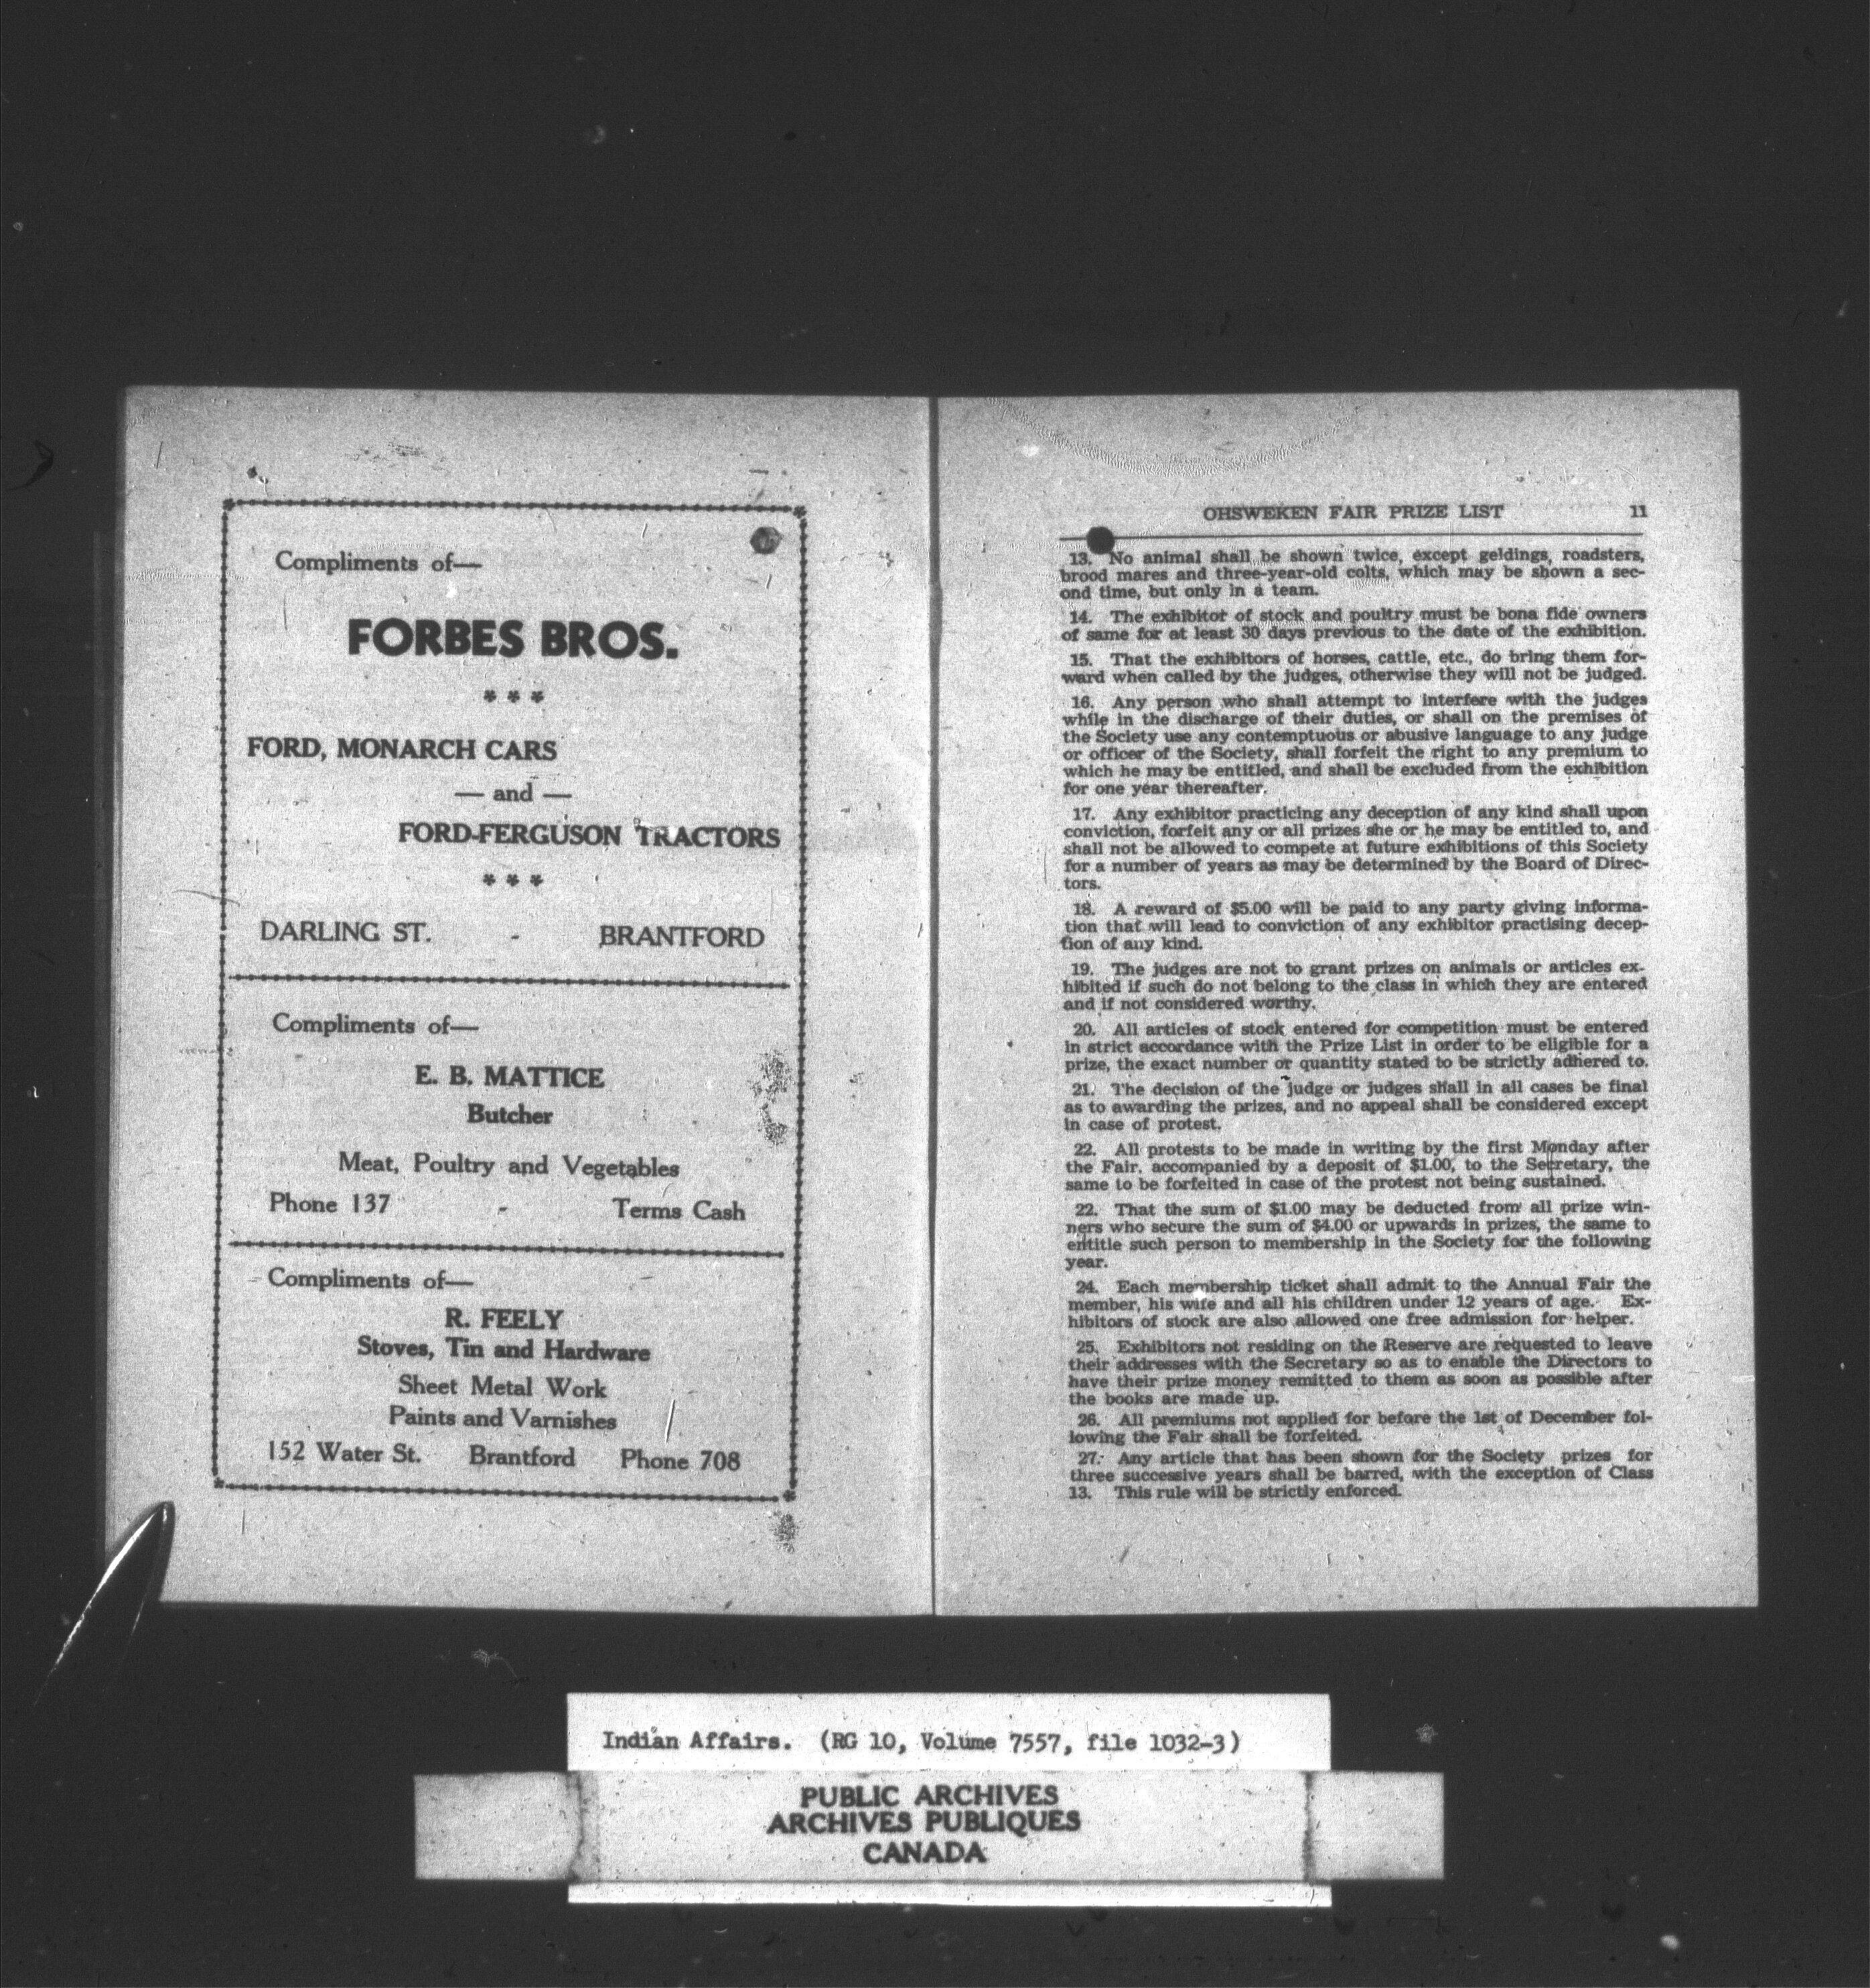 Compliments of—
FORBES BROS.
* * *
FORD, MONARCH CARS
— and —
FORD-FERGUSON TRACTORS
* * *
DARLING ST. - BRANTFORD
Compliments of—
E. B. MATTICE
Butcher
Meat, Poultry and Vegetables
Phone 137 - Terms Cash
Compliments of—
R. FEELY
Stoves, Tin and Hardware
Sheet Metal Work
Paints and Varnishes
152 Water St. Brantford Phone 708
OHSWEKEN FAIR PRIZE LIST 11
13. No animal shall be shown twice, except geldings, roadsters,
brood mares and three-year-old colts, which may be shown a sec-
ond time, but only in a team.
14. The exhibitor of stock and poultry must be bona fide owners
of same for at least 30 days previous to the date of the exhibition.
15. That the exhibitors of horses, cattle, etc., do bring them for-
ward when called by the judges, otherwise they will not be judged.
16. Any person who shall attempt to interfere with the judges
while in the discharge of their duties, or shall on the premises of
the Society use any contemptuous or abusive language to any judge
or officer of the Society, shall forfeit the right to any premium to
which he may be entitled, and shall be excluded from the exhibition
for one year thereafter.
17. Any exhibitor practicing any deception of any kind shall upon
conviction, forfeit any or all prizes she or he may be entitled to, and
shall not be allowed to compete at future exhibitions of this Society
for a number of years as may be determined by the Board of Direc-
tors.
18. A reward of $5.00 will be paid to any party giving informa-
tion that will lead to conviction of any exhibitor practising decep-
tion of any kind.
19. The judges are not to grant prizes on animals or articles ex-
hibited if such do not belong to the class in which they are entered
and if not considered worthy.
20. All articles of stock entered for competition must be entered
in strict accordance with the Prize List in order to be eligible for a
prize, the exact number or quantity stated to be strictly adhered to.
21. The decision of the judge or judges shall in all cases be final
as to awarding the prizes, and no appeal shall be considered except
in case of protest.
22. All protests to be made in writing by the first Monday after
the Fair, accompanied by a deposit of $1.00, to the Secretary, the
same to be forfeited in case of the protest not being sustained.
22. That the sum of $1.00 may be deducted from all prize win-
ners who secure the sum of $4.00 or upwards in prizes, the same to
entitle such person to membership in the Society for the following
year.
24. Each membership ticket shall admit to the Annual Fair the
member, his wife and all his children under 12 years of age. Ex-
hibitors of stock are also allowed one free admission for helper.
25. Exhibitors not residing on the Reserve are requested to leave
their addresses with the Secretary so as to enable the Directors to
have their prize money remitted to them as soon as possible after
the books are made up.
26. All premiums not applied for before the 1st of December fol-
lowing the Fair shall be forfeited.
27. Any article that has been shown for the Society prizes for
three successive years shall be barred, with the exception of Class
13. This rule will be strictly enforced.
Indian Affairs. (RG 10, Volume 7557, file 1032-3)
PUBLIC ARCHIVES
ARCHIVES PUBLIQUES
CANADA